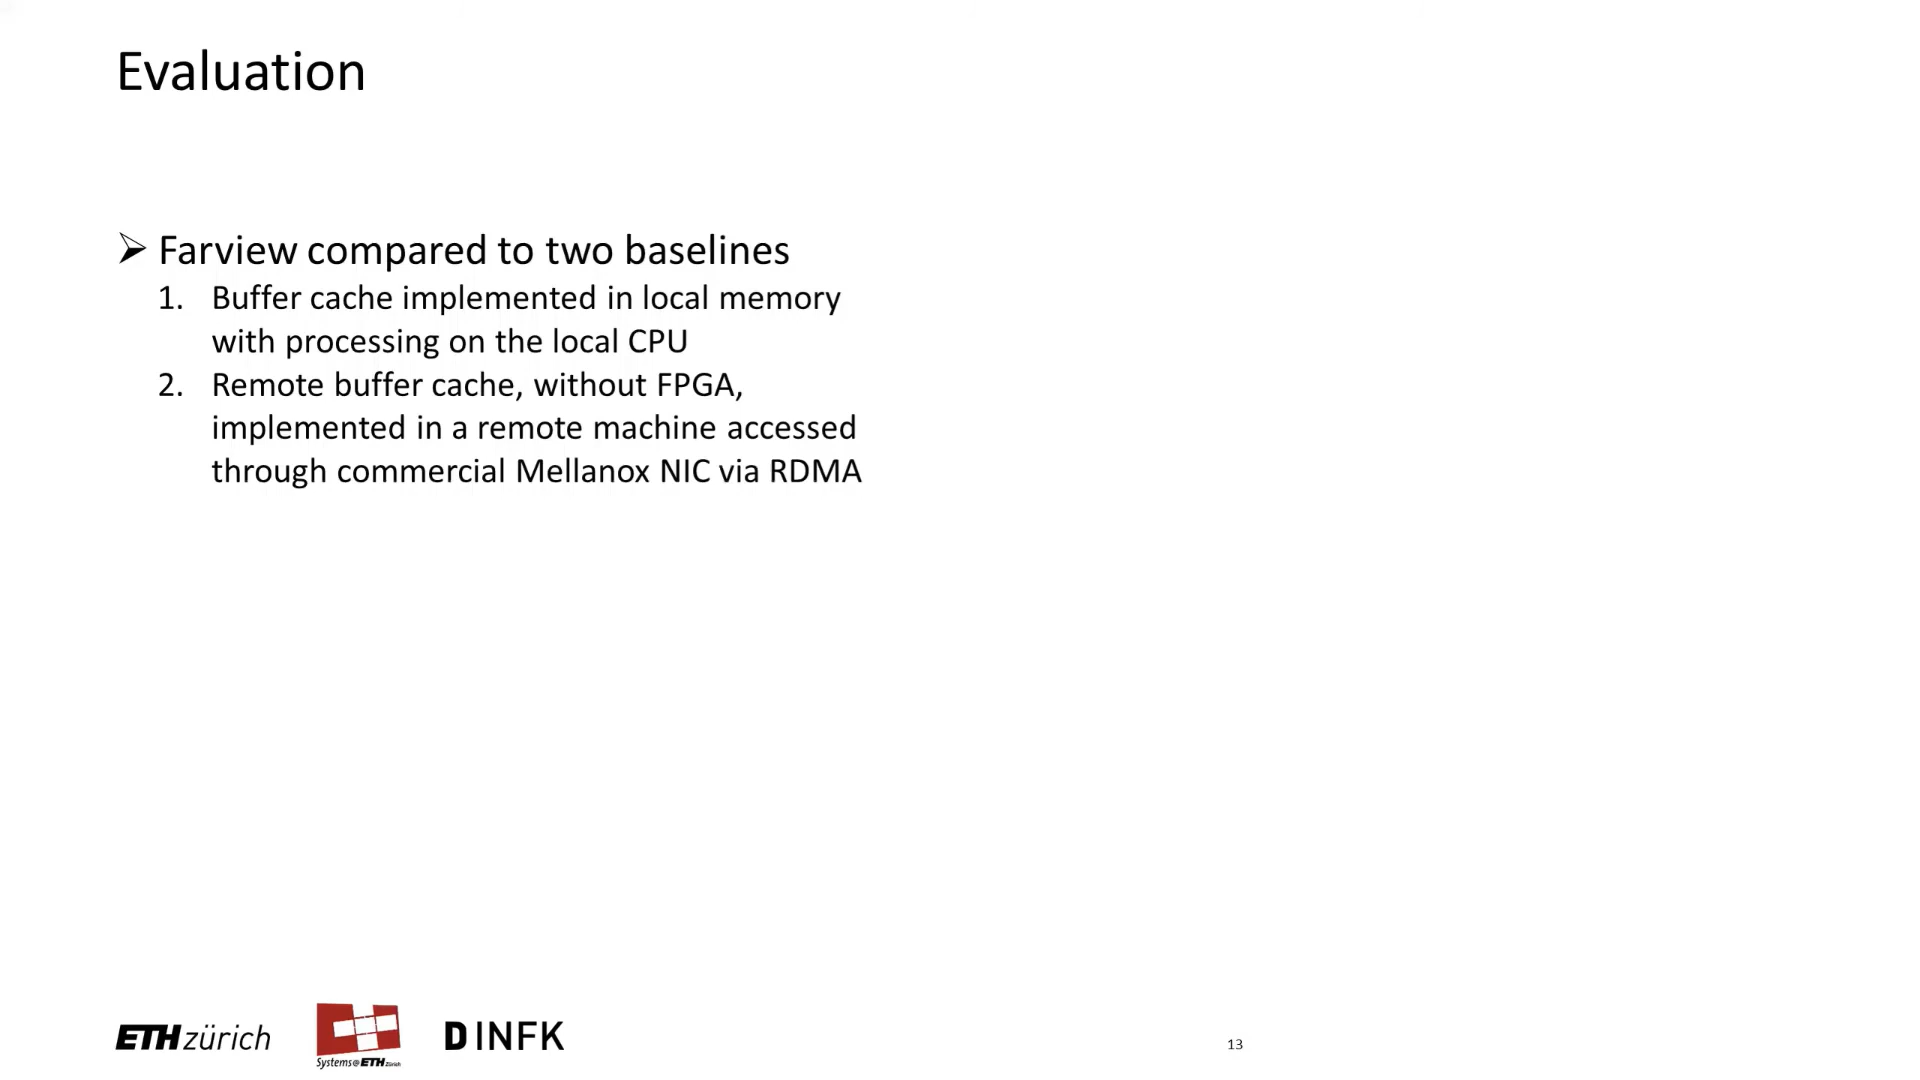 Evaluation
➢ Farview compared to two baselines
1. Buffer cache implemented in local memory
with processing on the local CPU
2. Remote buffer cache, without FPGA,
implemented in a remote machine accessed
through commercial Mellanox NIC via RDMA
ETH zürich
Systems@ETH Zürich
D INFK
13